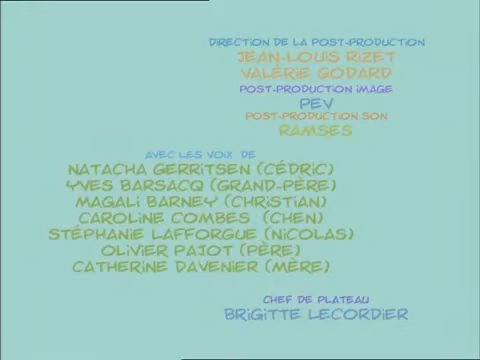 DIRECTION DE LA POST-PRODUCTION
JEAN-LOUIS RIZET
VALÉRIE GODARD
POST-PRODUCTION IMAGE
PEV
POST-PRODUCTION SON
RAMSES
AVEC LES VOIX DE
NATACHA GERRITSEN (CÉDRIC)
YVES BARSACQ (GRAND-PÈRE)
MAGALI BARNEY (CHRISTIAN)
CAROLINE COMBES (CHEN)
STÉPHANIE LAFFORGUE (NICOLAS)
OLIVIER PAJOT (PÈRE)
CATHERINE DAVENIER (MÈRE)
CHEF DE PLATEAU
BRIGITTE LECORDIER